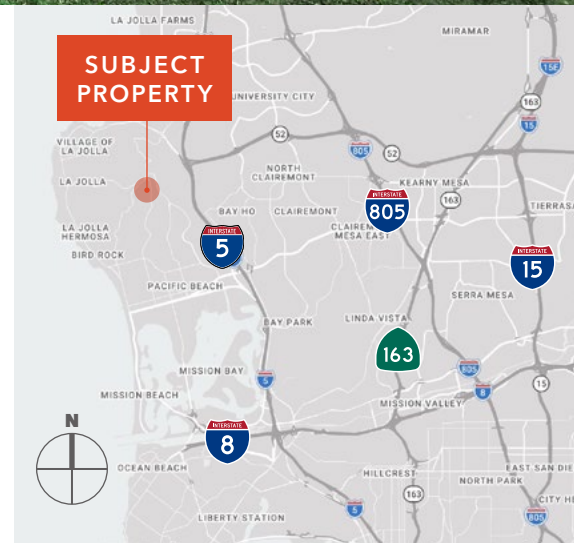 LA JOLLA FARMS
MIRAMAR
SUBJECT
PROPERTY
15E
UNIVERSITY CITY
163
15
52
VILLAGE OF
LA JOLLA
805
52
NORTH
CLAIREMONT
LA JOLLA
KEARNY MESA
163
INTERSTATE
805
TIERRAS
BAY HO
CLAIREMONT
LA JOLLA
HERMOSA
CLAIREM
MESA EAST
INTERSTATE
5
BIRD ROCK
INTERSTATE
15
PACIFIC BEACH
SERRA MESA
BAY PARK
LINDA VISTA
163
MISSION BAY
805
5
8
15
MISSION BEACH
MISSION VALLEY
N
INTERSTATE
8
OCEAN BEACH
HILLCREST
EAST SAN DIE
NORTH PARK
163
CITY HE
5
LIBERTY STATION
805